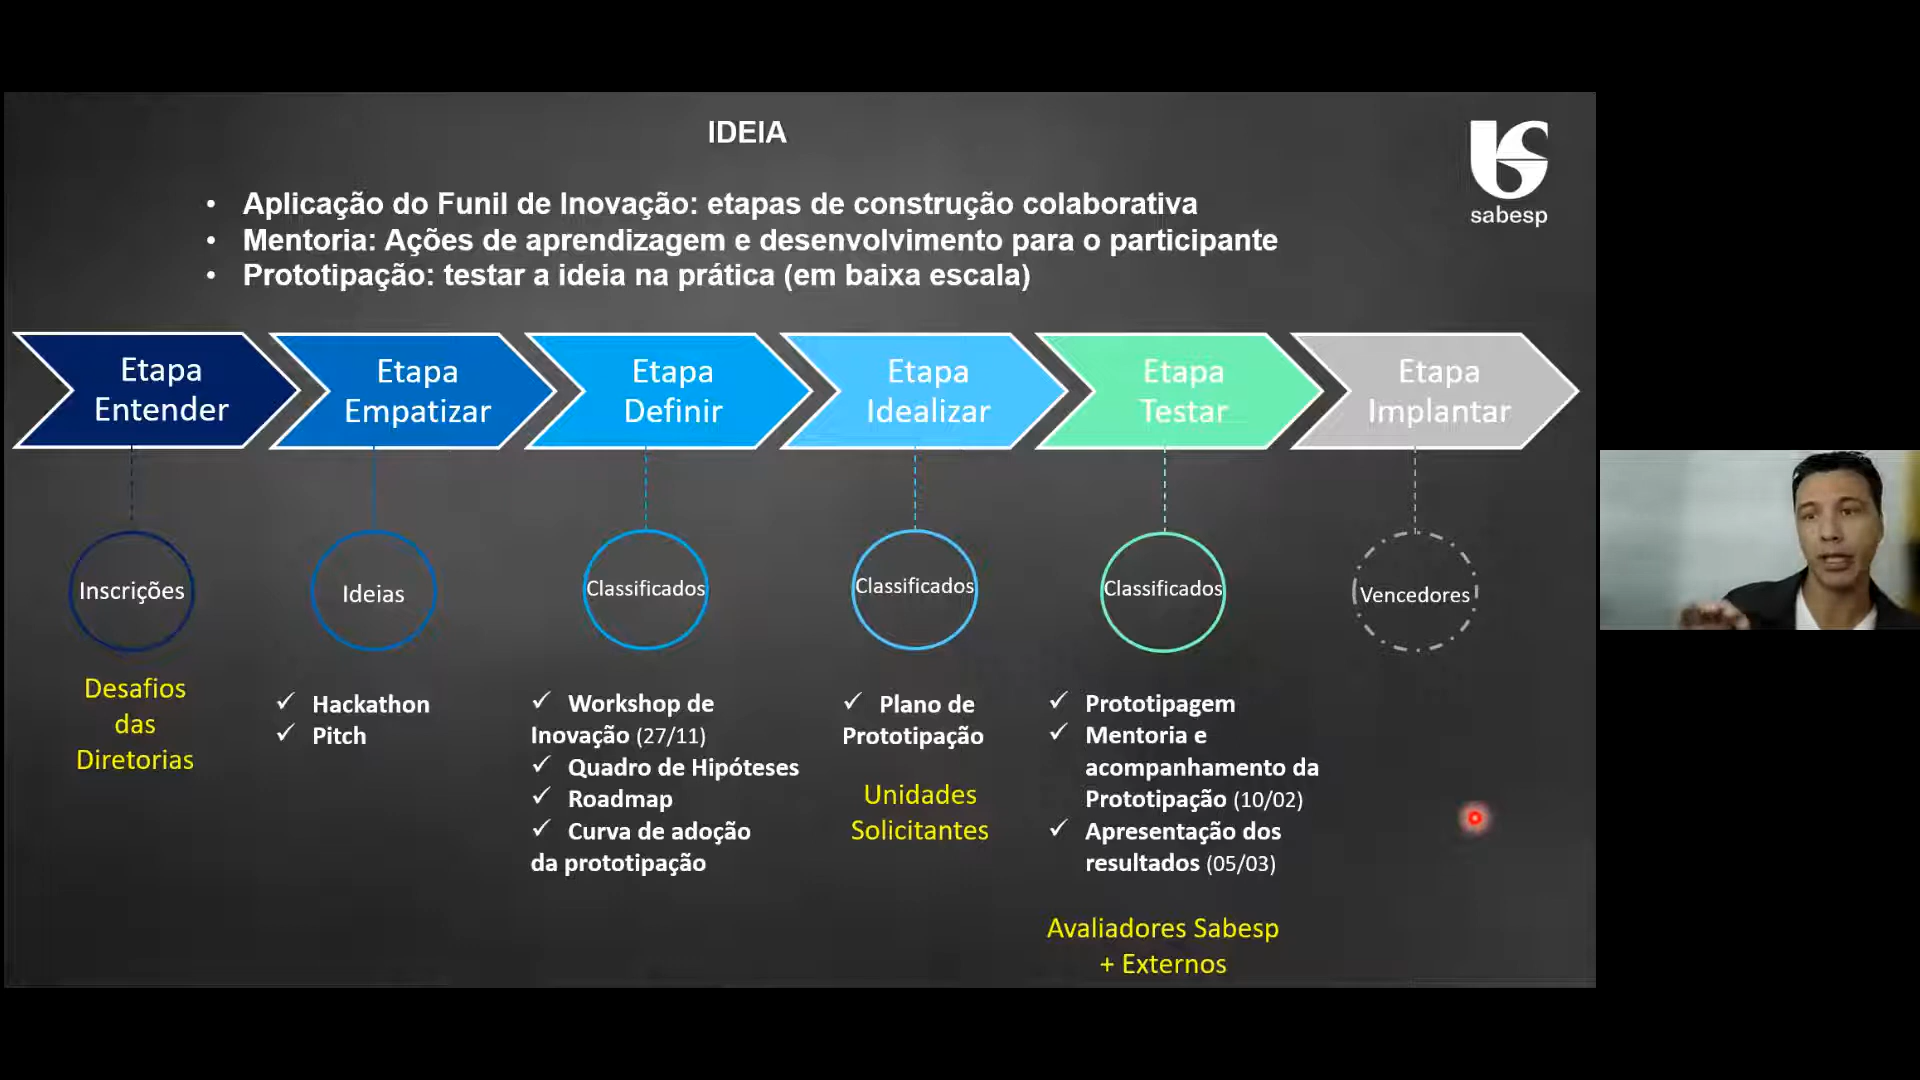 IDEIA
sabesp
• Aplicação do Funil de Inovação: etapas de construção colaborativa
• Mentoria: Ações de aprendizagem e desenvolvimento para o participante
• Prototipação: testar a ideia na prática (em baixa escala)
Etapa
Entender
Etapa
Empatizar
Etapa
Definir
Etapa
Idealizar
Etapa
Testar
Etapa
Implantar
Inscrições
Ideias
Classificados
Classificados
Classificados
Vencedores
Desafios
das
Diretorias
✓ Hackathon
✓ Pitch
✓ Workshop de
Inovação (27/11)
✓ Quadro de Hipóteses
✓ Roadmap
✓ Curva de adoção
da prototipação
✓ Plano de
Prototipação
Unidades
Solicitantes
✓ Prototipagem
✓ Mentoria e
acompanhamento da
Prototipação (10/02)
✓ Apresentação dos
resultados (05/03)
Avaliadores Sabesp
+ Externos